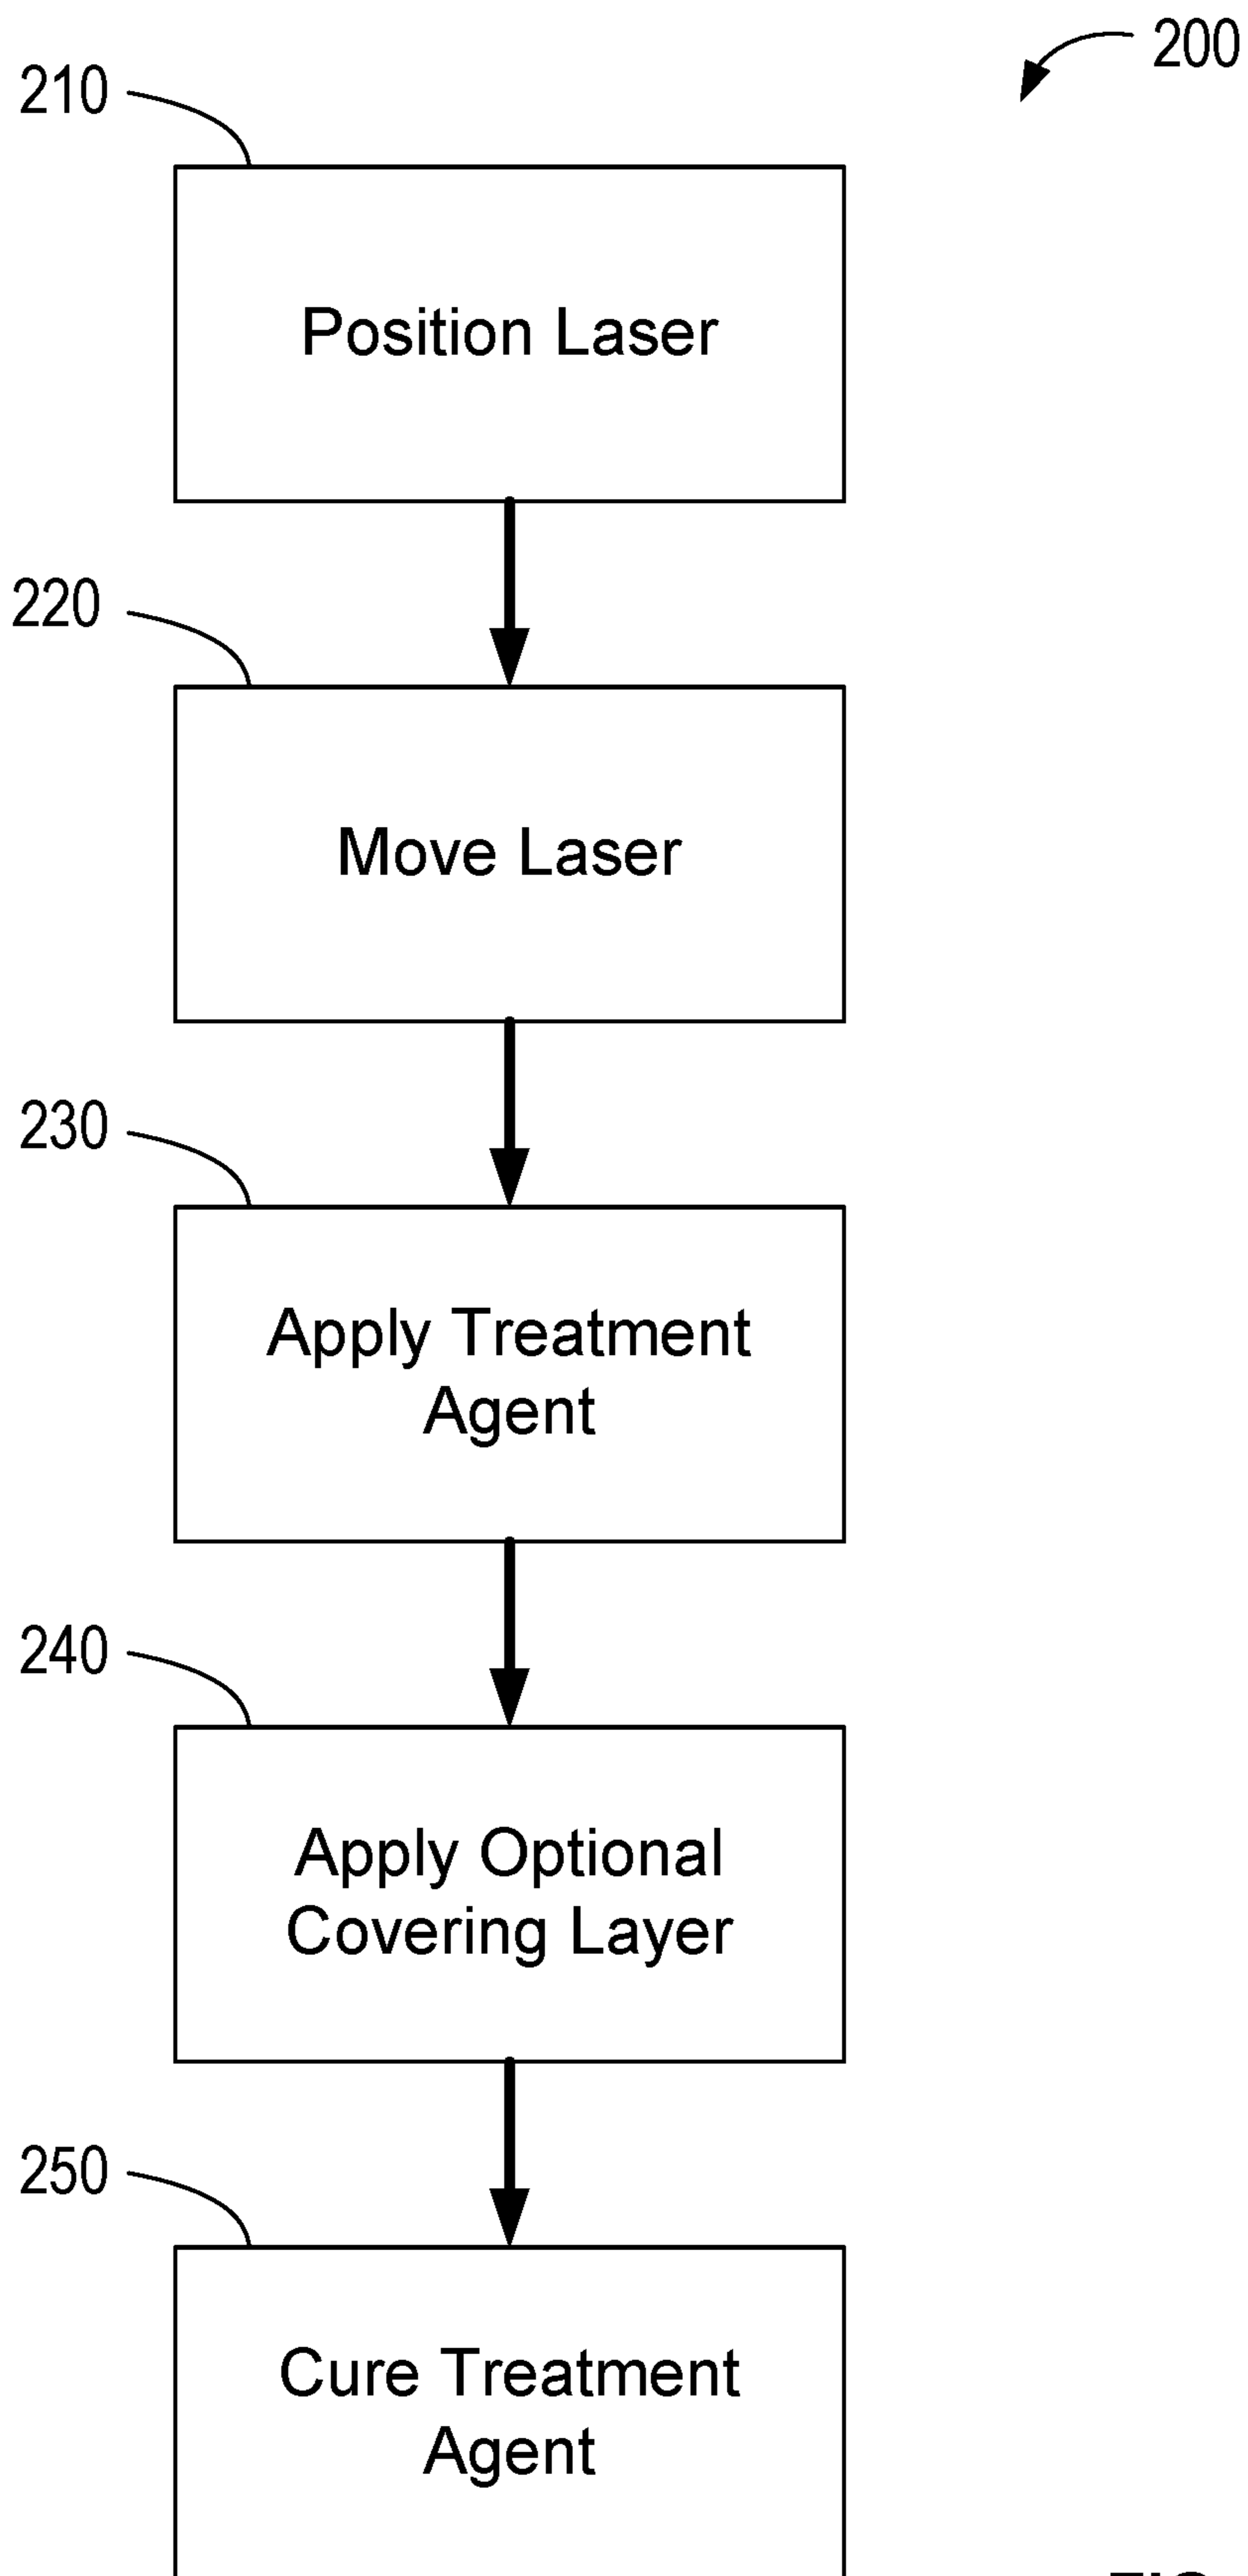 200
210
Position Laser
220
Move Laser
230
Apply Treatment
Agent
240
Apply Optional
Covering Layer
250
Cure Treatment
Agent